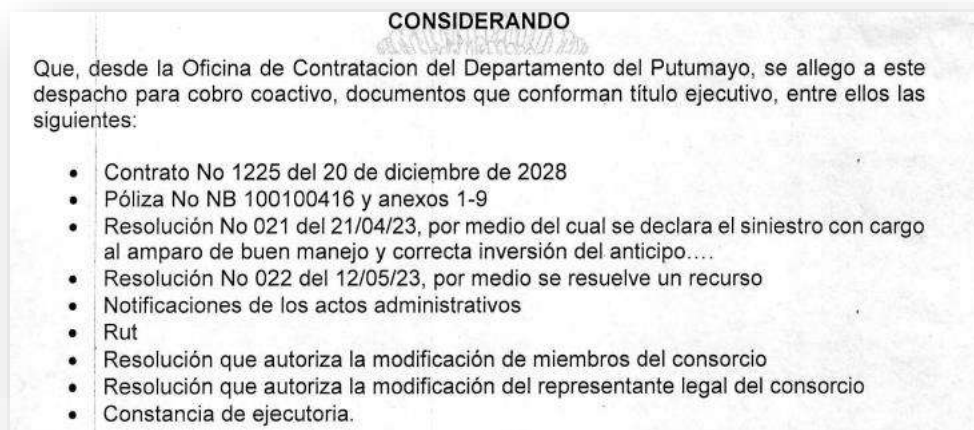 CONSIDERANDO
Que, desde la Oficina de Contratacion del Departamento del Putumayo, se allego a este
despacho para cobro coactivo, documentos que conforman título ejecutivo, entre ellos las
siguientes:
• Contrato No 1225 del 20 de diciembre de 2028
• Póliza No NB 100100416 y anexos 1-9
• Resolución No 021 del 21/04/23, por medio del cual se declara el siniestro con cargo
al amparo de buen manejo y correcta inversión del anticipo….
• Resolución No 022 del 12/05/23, por medio se resuelve un recurso
• Notificaciones de los actos administrativos
• Rut
• Resolución que autoriza la modificación de miembros del consorcio
• Resolución que autoriza la modificación del representante legal del consorcio
• Constancia de ejecutoria.